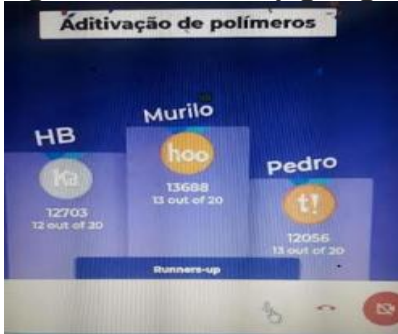 Aditivação de polímeros
Murilo
hoo
13688
13 out of 20
HB
Ka
12703
12 out of 20
Pedro
t!
12056
13 out of 20
Runners-up